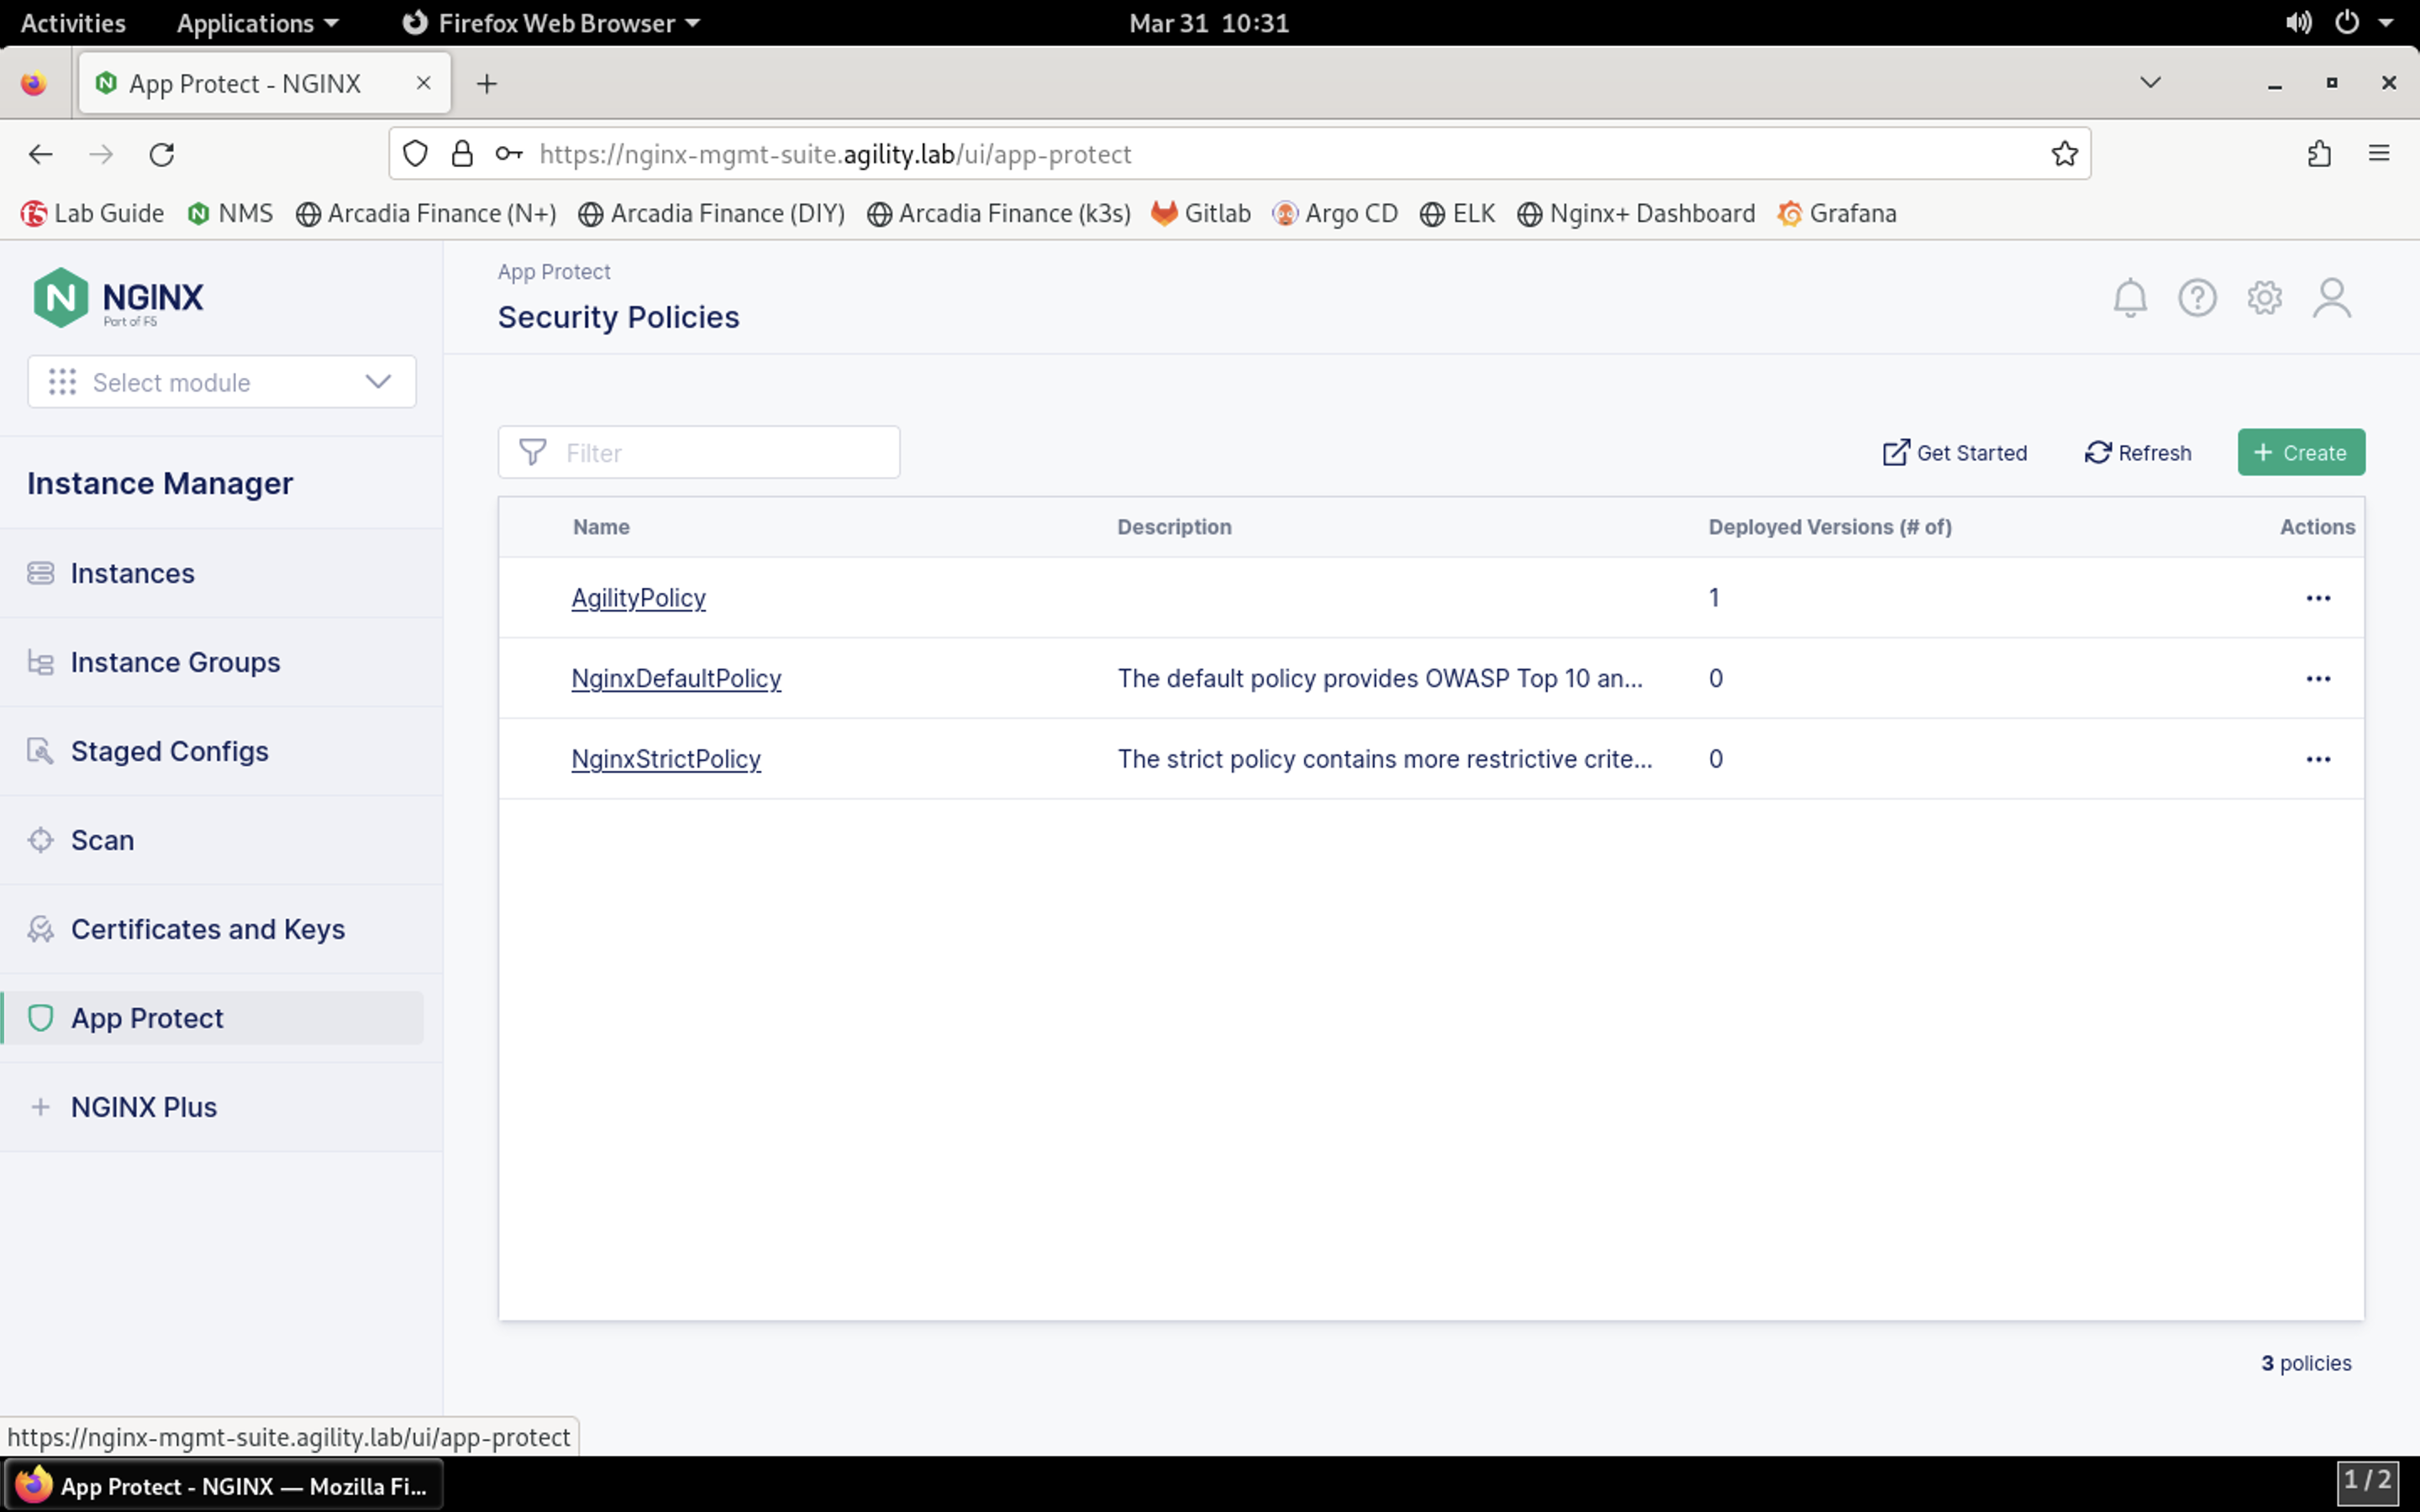 Activities Applications Firefox Web Browser Mar 31 10:31
App Protect - NGINX
https://nginx-mgmt-suite.agility.lab/ui/app-protect
Lab Guide NMS Arcadia Finance (N+) Arcadia Finance (DIY) Arcadia Finance (k3s) Gitlab Argo CD ELK Nginx+ Dashboard Grafana
NGINX
Part of F5
Select module
Instance Manager
Instances
Instance Groups
Staged Configs
Scan
Certificates and Keys
App Protect
NGINX Plus
App Protect
Security Policies
Filter Get Started Refresh + Create
Name Description Deployed Versions (# of) Actions
AgilityPolicy 1 ...
NginxDefaultPolicy The default policy provides OWASP Top 10 an... 0 ...
NginxStrictPolicy The strict policy contains more restrictive crite... 0 ...
3 policies
https://nginx-mgmt-suite.agility.lab/ui/app-protect
App Protect - NGINX — Mozilla Fi... 1 / 2